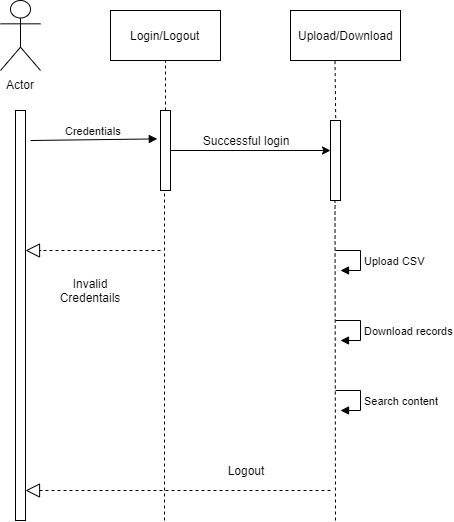 Login/Logout
Upload/Download
Actor
Credentials
Successful login
Upload CSV
Invalid
Credentails
Download records
Search content
Logout